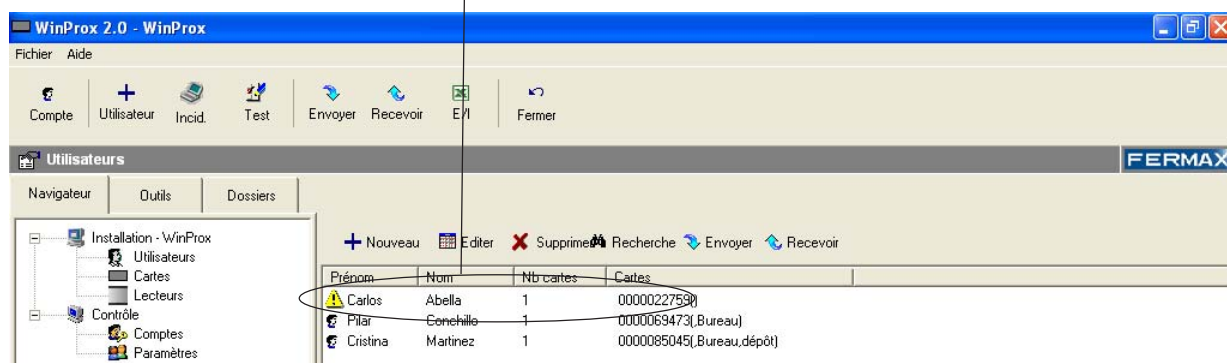 WinProx 2.0 - WinProx
Fichier Aide
Compte Utilisateur Incid. Test Envoyer Recevoir E/I Fermer
Utilisateurs FERMAX
Navigateur Outils Dossiers
Installation - WinProx
Utilisateurs
Cartes
Lecteurs
Contrôle
Comptes
Paramètres
Nouveau Editer Supprimer Recherche Envoyer Recevoir
Prénom Nom Nb cartes Cartes
Carlos Abella 1 0000022759()
Pilar Conchillo 1 0000069473(,Bureau)
Cristina Martinez 1 0000085045(,Bureau,dépôt)